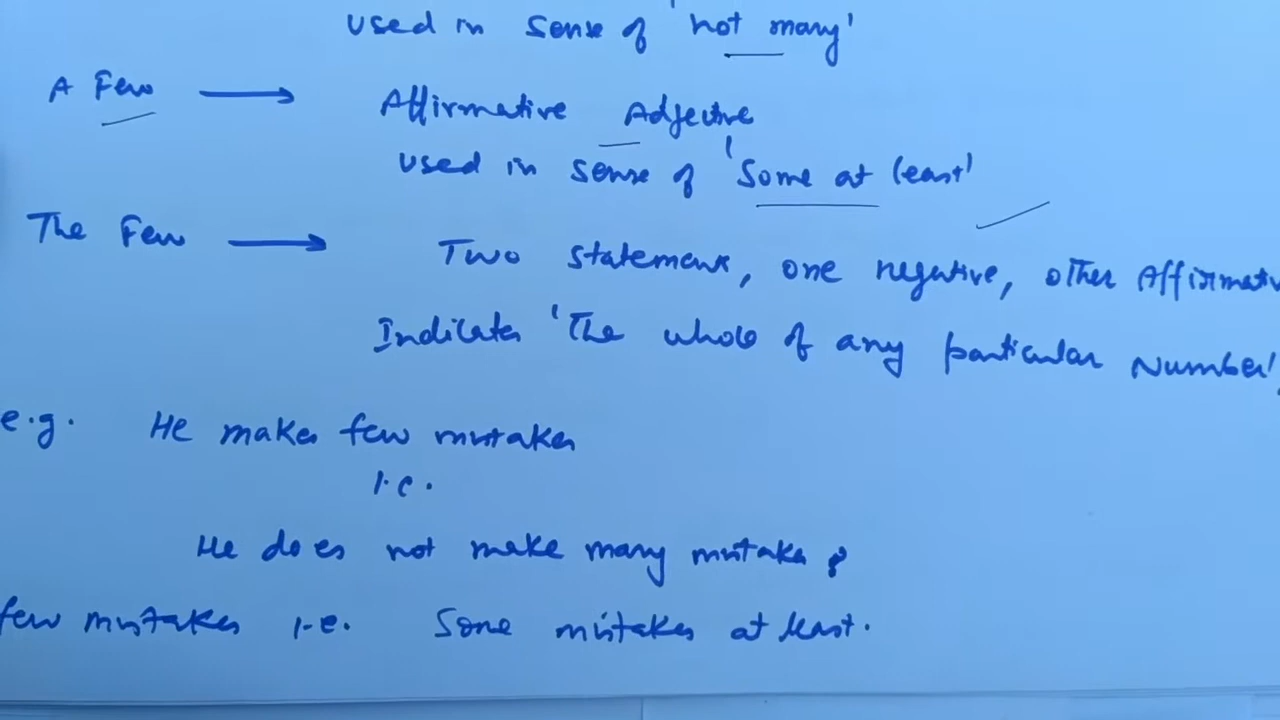 used in sense of 'not many'
A Few → Affirmative Adjective
used in sense of 'Some at least'
The Few → Two statements, one negative, other Affirmativ
Indicates 'The whole of any particular Number'
e.g. He makes few mistakes
i.e.
He does not make many mistakes
few mistakes i.e. Some mistakes at least.